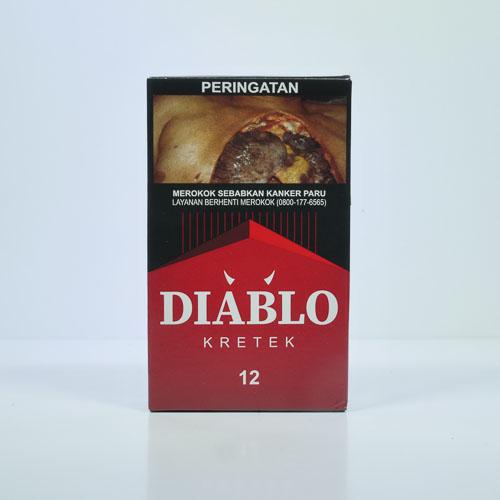 PERINGATAN
MEROKOK SEBABKAN KANKER PARU
LAYANAN BERHENTI MEROKOK (0800-177-6565)
DIABLO
KRETEK
12